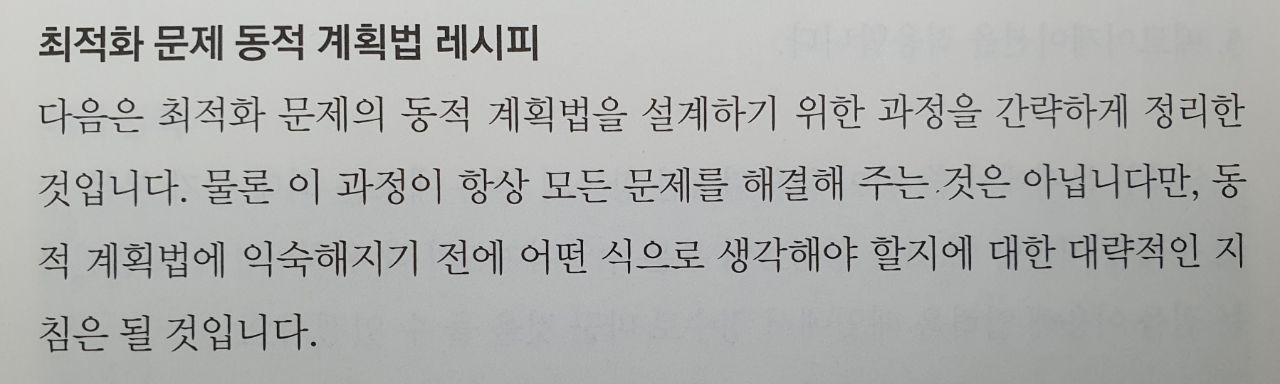 최적화 문제 동적 계획법 레시피
다음은 최적화 문제의 동적 계획법을 설계하기 위한 과정을 간략하게 정리한
것입니다. 물론 이 과정이 항상 모든 문제를 해결해 주는 것은 아닙니다만, 동
적 계획법에 익숙해지기 전에 어떤 식으로 생각해야 할지에 대한 대략적인 지
침은 될 것입니다.